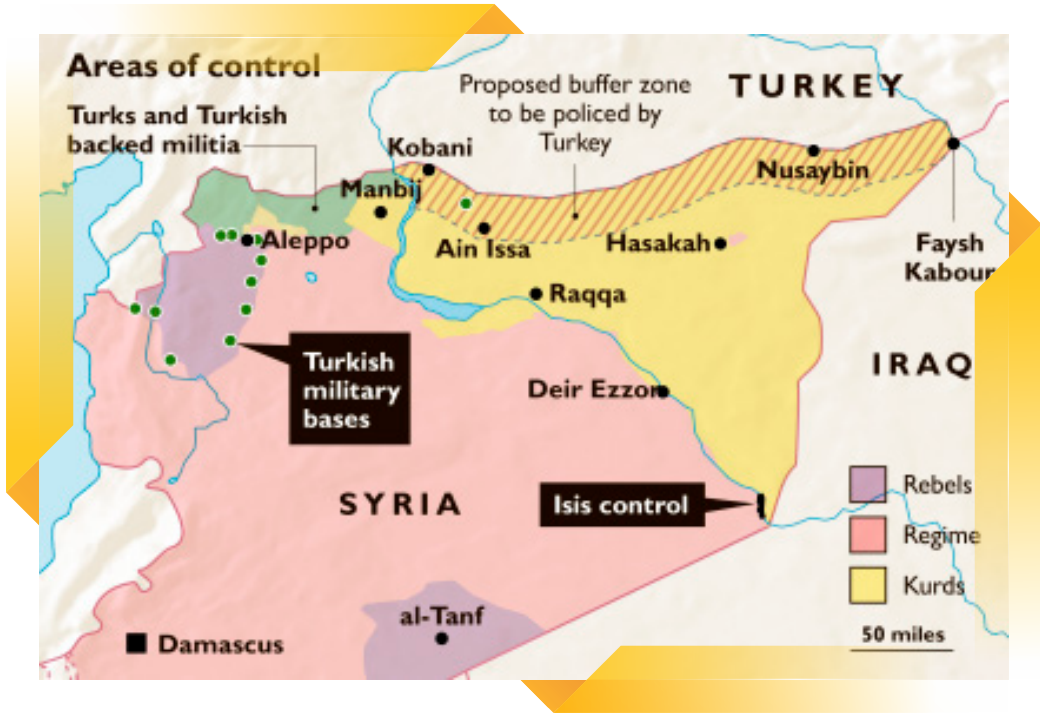 Areas of control
Turks and Turkish
backed militia
Proposed buffer zone
to be policed by
Turkey
TURKEY
Kobani
Manbij
Nusaybin
Aleppo
Ain Issa
Hasakah
Faysh
Kabour
Raqqa
Turkish
military
bases
IRAQ
Deir Ezzor
SYRIA
Isis control
Rebels
Regime
Kurds
al-Tanf
50 miles
Damascus